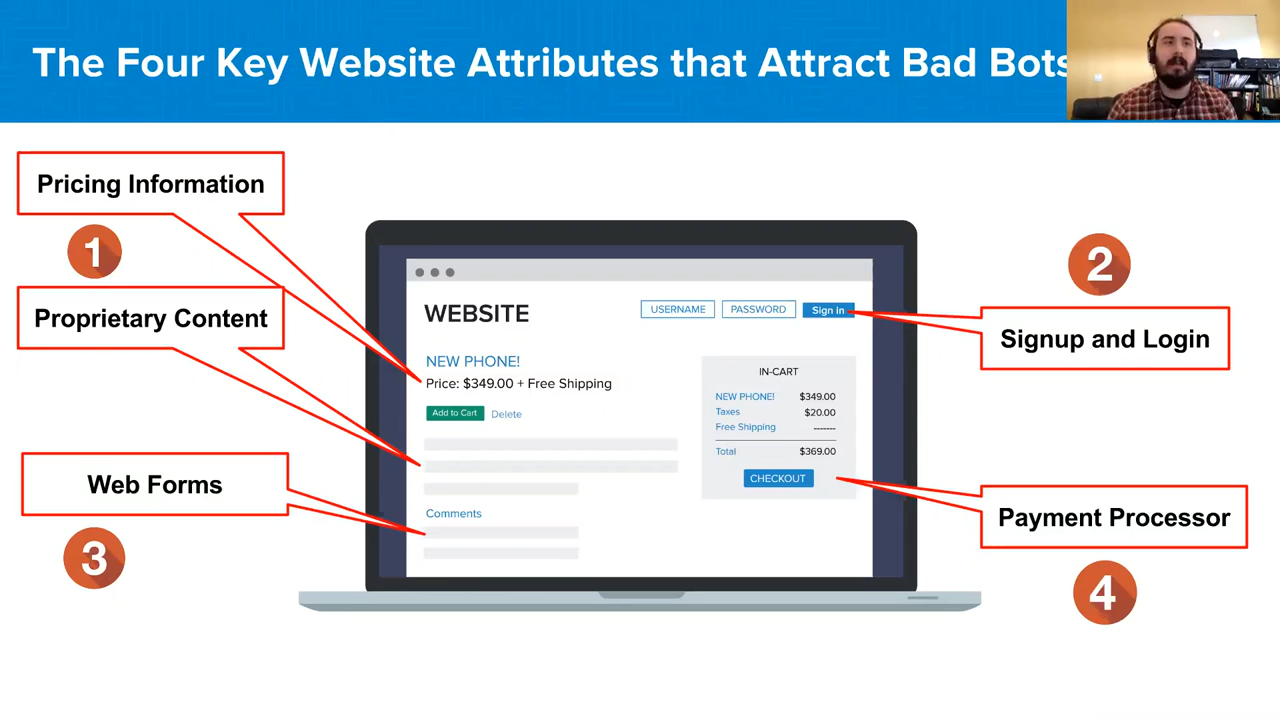 The Four Key Website Attributes that Attract Bad Bots
Pricing Information
1
Proprietary Content
Web Forms
3
WEBSITE
USERNAME
PASSWORD
Sign in
NEW PHONE!
Price: $349.00 + Free Shipping
Add to Cart
Delete
Comments
IN-CART
NEW PHONE! $349.00
Taxes $20.00
Free Shipping -------
Total $369.00
CHECKOUT
2
Signup and Login
Payment Processor
4